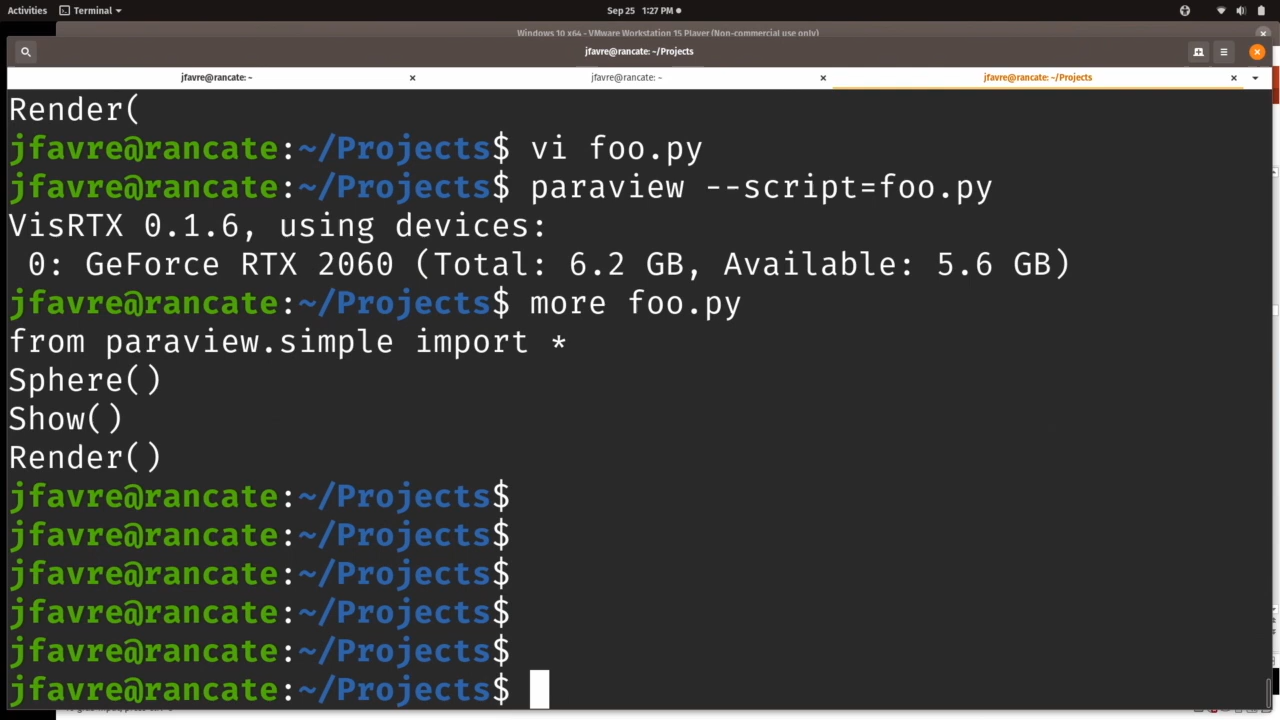 Activities Terminal Sep 25 1:27 PM
Windows 10 x64 - VMware Workstation 15 Player (Non-commercial use only)
jfavre@rancate: ~/Projects
jfavre@rancate: ~ jfavre@rancate: ~ jfavre@rancate: ~/Projects
Render(
jfavre@rancate:~/Projects$ vi foo.py
jfavre@rancate:~/Projects$ paraview --script=foo.py
VisRTX 0.1.6, using devices:
0: GeForce RTX 2060 (Total: 6.2 GB, Available: 5.6 GB)
jfavre@rancate:~/Projects$ more foo.py
from paraview.simple import *
Sphere()
Show()
Render()
jfavre@rancate:~/Projects$
jfavre@rancate:~/Projects$
jfavre@rancate:~/Projects$
jfavre@rancate:~/Projects$
jfavre@rancate:~/Projects$
jfavre@rancate:~/Projects$